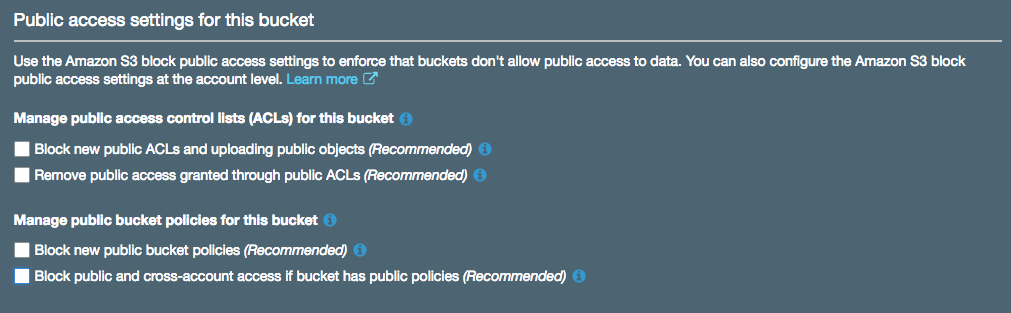 Public access settings for this bucket
Use the Amazon S3 block public access settings to enforce that buckets don't allow public access to data. You can also configure the Amazon S3 block
public access settings at the account level. Learn more
Manage public access control lists (ACLs) for this bucket
Block new public ACLs and uploading public objects (Recommended)
Remove public access granted through public ACLs (Recommended)
Manage public bucket policies for this bucket
Block new public bucket policies (Recommended)
Block public and cross-account access if bucket has public policies (Recommended)